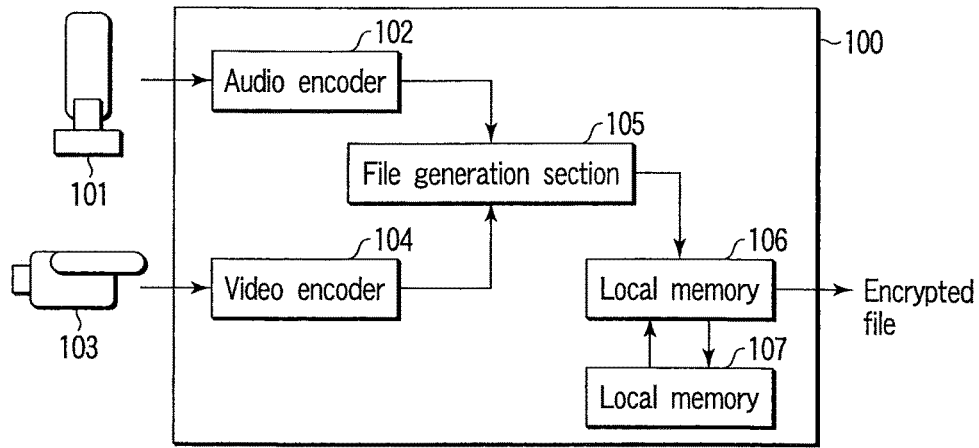 102
100
Audio encoder
105
101
File generation section
104
106
103
Video encoder
Local memory
Encrypted
file
107
Local memory